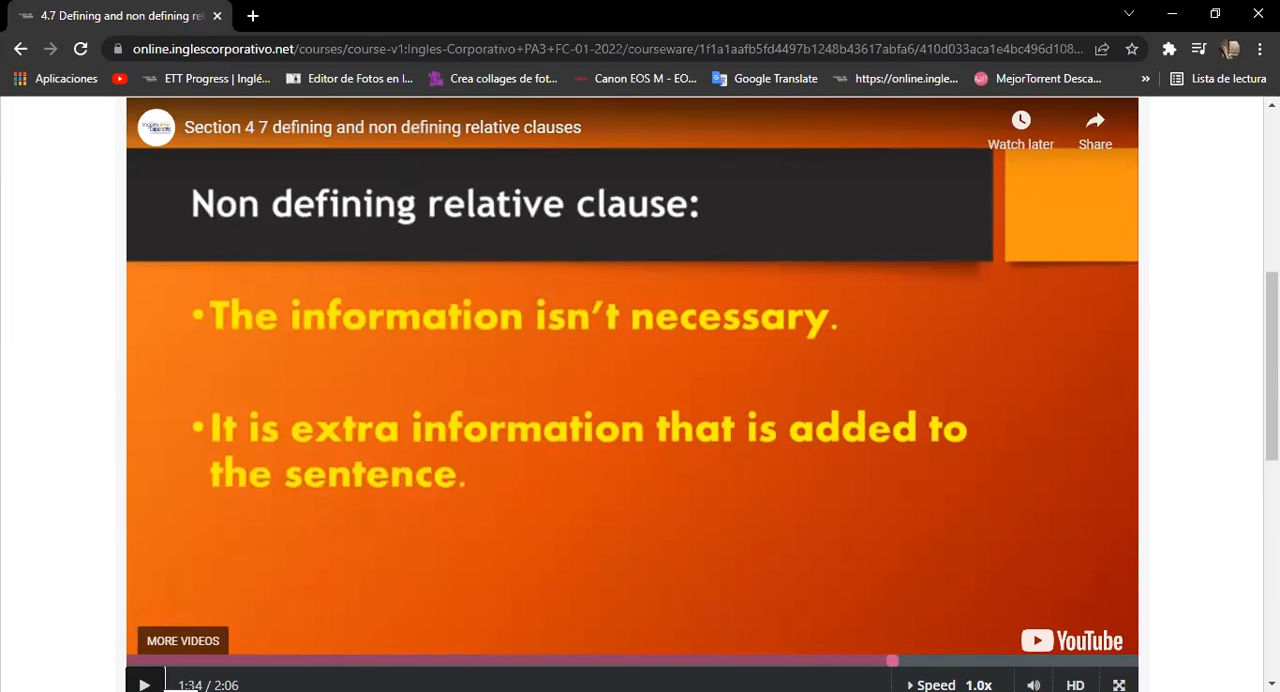 4.7 Defining and non defining re
online.inglescorporativo.net/courses/course-v1:Ingles-Corporativo+PA3+FC-01-2022/courseware/1f1a1aafb5fd4497b1248b43617abfa6/410d033aca1e4bc496d108...
Aplicaciones
ETT Progress | Inglé...
Editor de Fotos en l...
Crea collages de fot...
Canon EOS M - EO...
Google Translate
https://online.ingle...
MejorTorrent Desca...
»
Lista de lectura
Section 4 7 defining and non defining relative clauses
Watch later
Share
Non defining relative clause:
•The information isn't necessary.
•It is extra information that is added to
the sentence.
MORE VIDEOS
YouTube
1:34 / 2:06
Speed 1.0x
HD